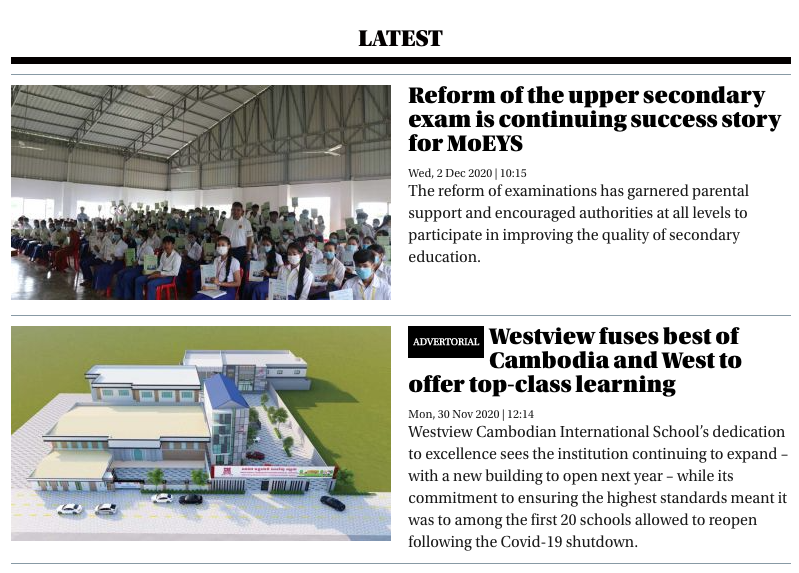 LATEST
Reform of the upper secondary
exam is continuing success story
for MoEYS
Wed, 2 Dec 2020 | 10:15
The reform of examinations has garnered parental
support and encouraged authorities at all levels to
participate in improving the quality of secondary
education.
ADVERTORIAL Westview fuses best of
Cambodia and West to
offer top-class learning
Mon, 30 Nov 2020 | 12:14
Westview Cambodian International School's dedication
to excellence sees the institution continuing to expand –
with a new building to open next year – while its
commitment to ensuring the highest standards meant it
was to among the first 20 schools allowed to reopen
following the Covid-19 shutdown.